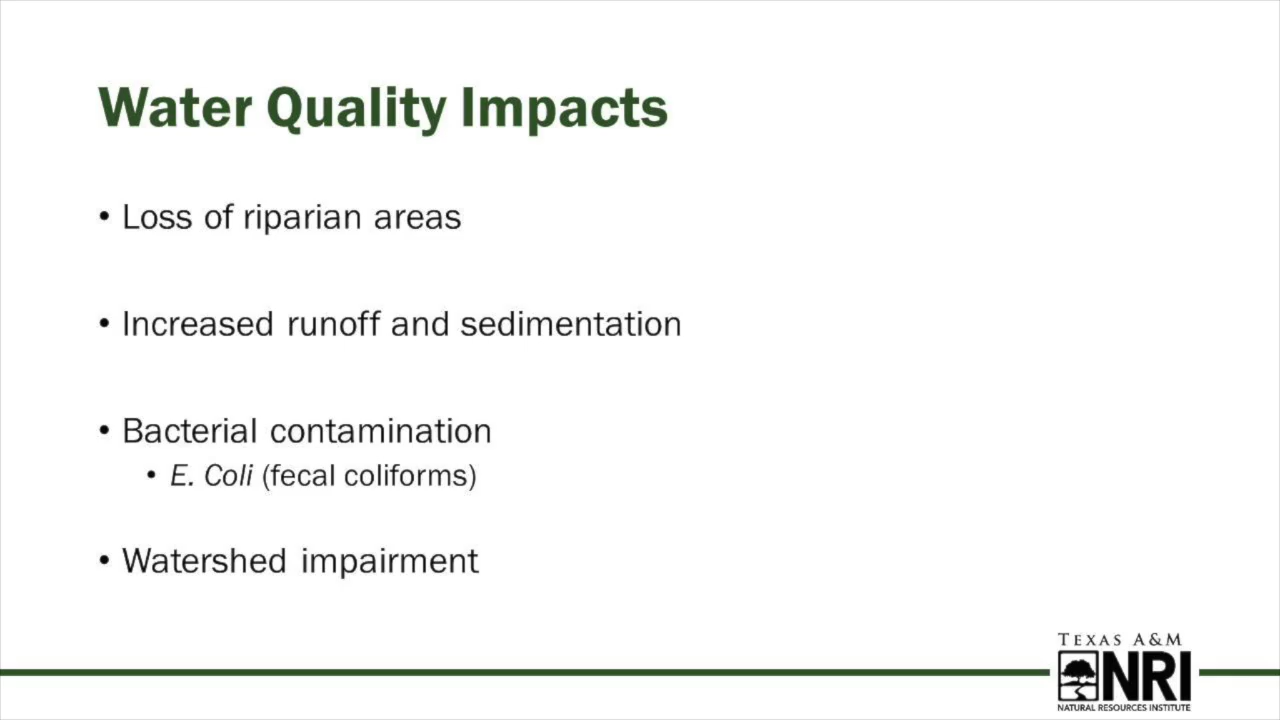 Water Quality Impacts
• Loss of riparian areas
• Increased runoff and sedimentation
• Bacterial contamination
• E. Coli (fecal coliforms)
• Watershed impairment
TEXAS A&M
NRI
NATURAL RESOURCES INSTITUTE